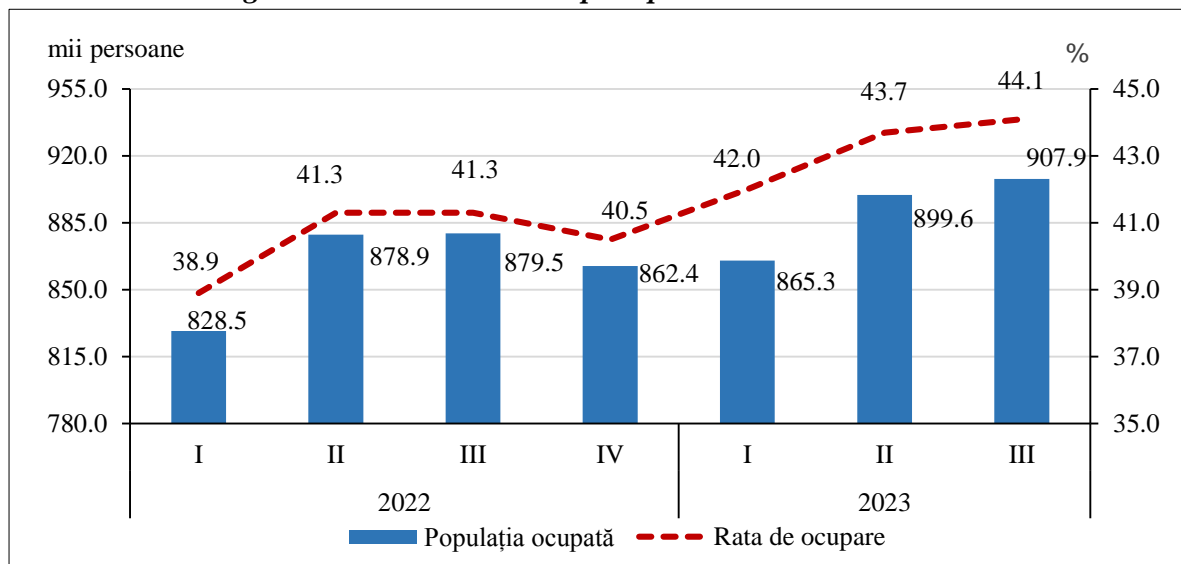 mii persoane %
955.0 44.1 45.0
43.7
920.0 42.0 907.9 43.0
41.3 41.3
885.0 40.5 899.6 41.0
38.9 878.9 879.5 862.4 865.3
850.0 39.0
828.5
815.0 37.0
780.0 35.0
I II III IV I II III
2022 2023
Populația ocupată Rata de ocupare